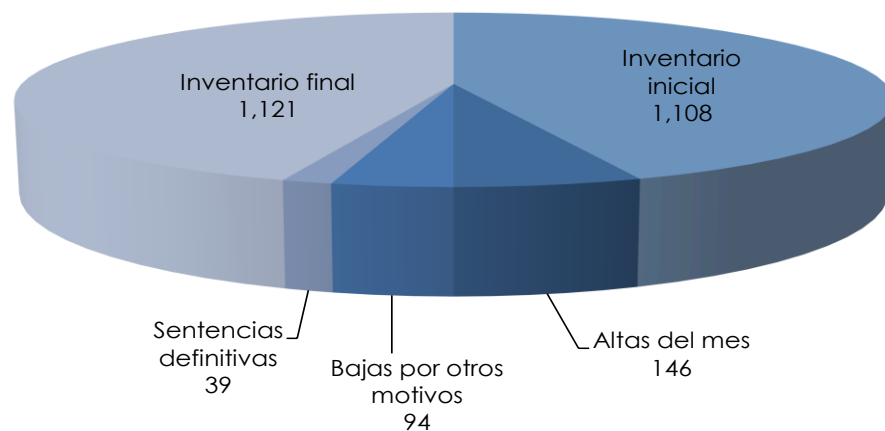 Inventario final
1,121
Inventario
inicial
1,108
Sentencias
definitivas
39
Bajas por otros
motivos
94
Altas del mes
146